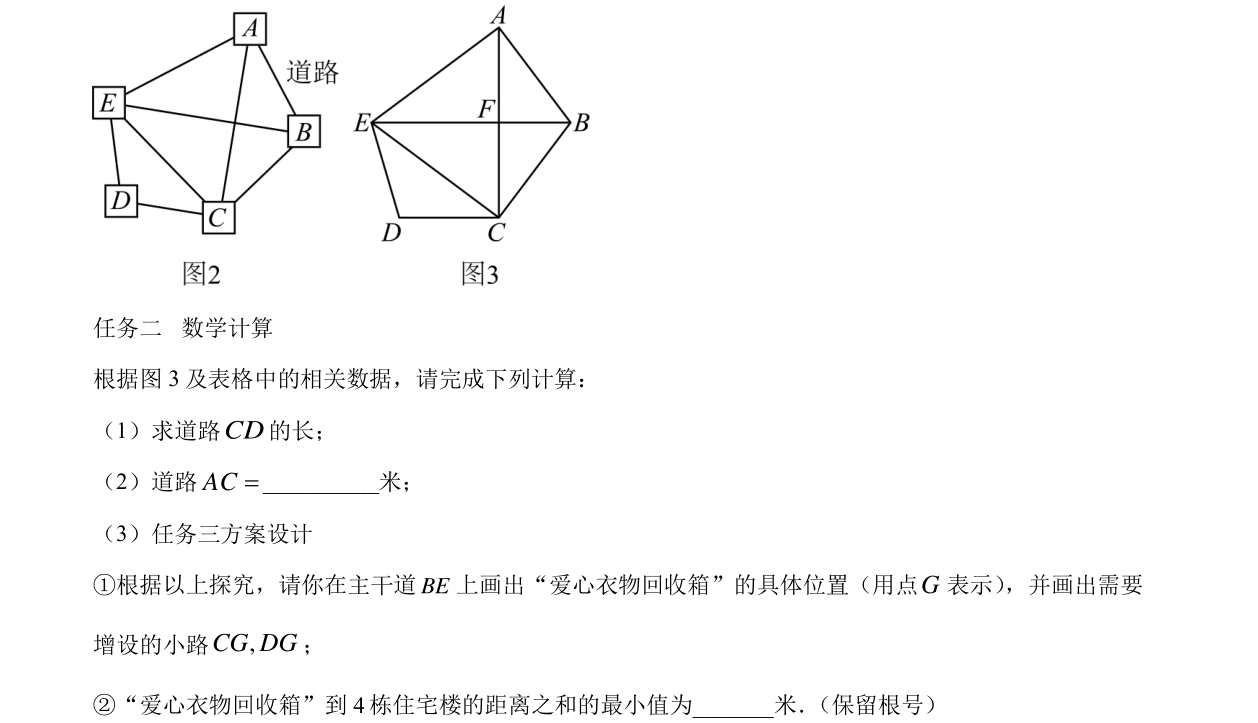 A
道路
E
B
D
C
图2
A
E
F
B
D
C
图3
任务二 数学计算
根据图 3 及表格中的相关数据，请完成下列计算：
（1）求道路CD的长；
（2）道路AC=__________米；
（3）任务三方案设计
①根据以上探究，请你在主干道BE上画出“爱心衣物回收箱”的具体位置（用点G表示），并画出需要
增设的小路CG,DG；
②“爱心衣物回收箱”到 4 栋住宅楼的距离之和的最小值为_______米.（保留根号）